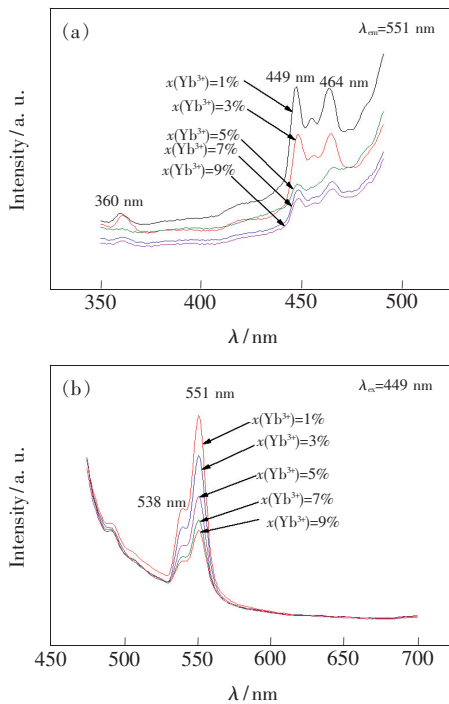 (a)
λem=551 nm
449 nm
464 nm
x(Yb³⁺)=1%
x(Yb³⁺)=3%
x(Yb³⁺)=5%
x(Yb³⁺)=7%
x(Yb³⁺)=9%
360 nm
Intensity/a. u.
350
400
450
500
λ/nm
(b)
λex=449 nm
551 nm
x(Yb³⁺)=1%
x(Yb³⁺)=3%
x(Yb³⁺)=5%
538 nm
x(Yb³⁺)=7%
x(Yb³⁺)=9%
Intensity/a. u.
450
500
550
600
650
700
λ/nm